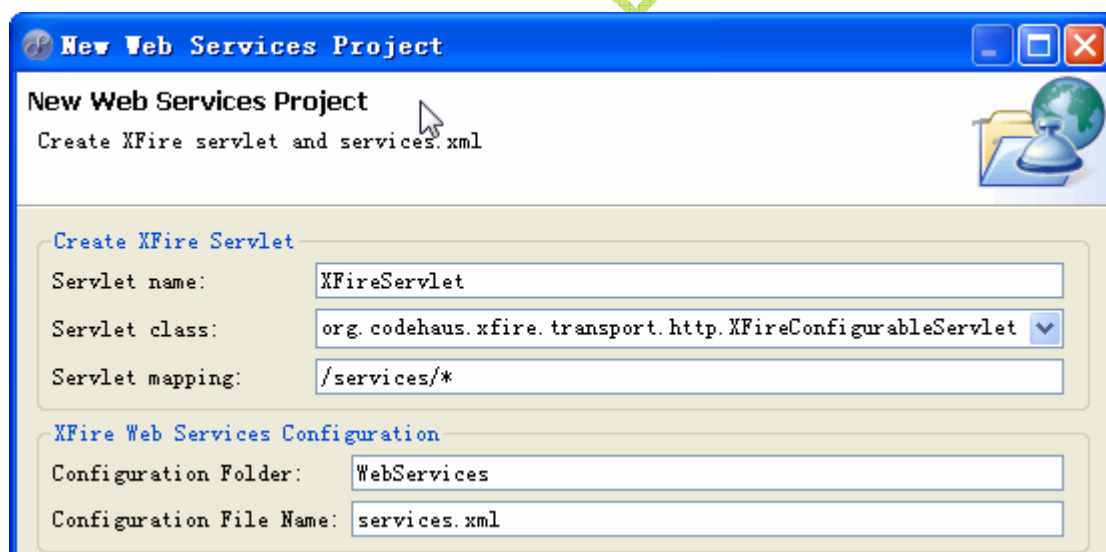 New Web Services Project
New Web Services Project
Create XFire servlet and services.xml
Create XFire Servlet
Servlet name: XFireServlet
Servlet class: org.codehaus.xfire.transport.http.XFireConfigurableServlet
Servlet mapping: /services/*
XFire Web Services Configuration
Configuration Folder: WebServices
Configuration File Name: services.xml